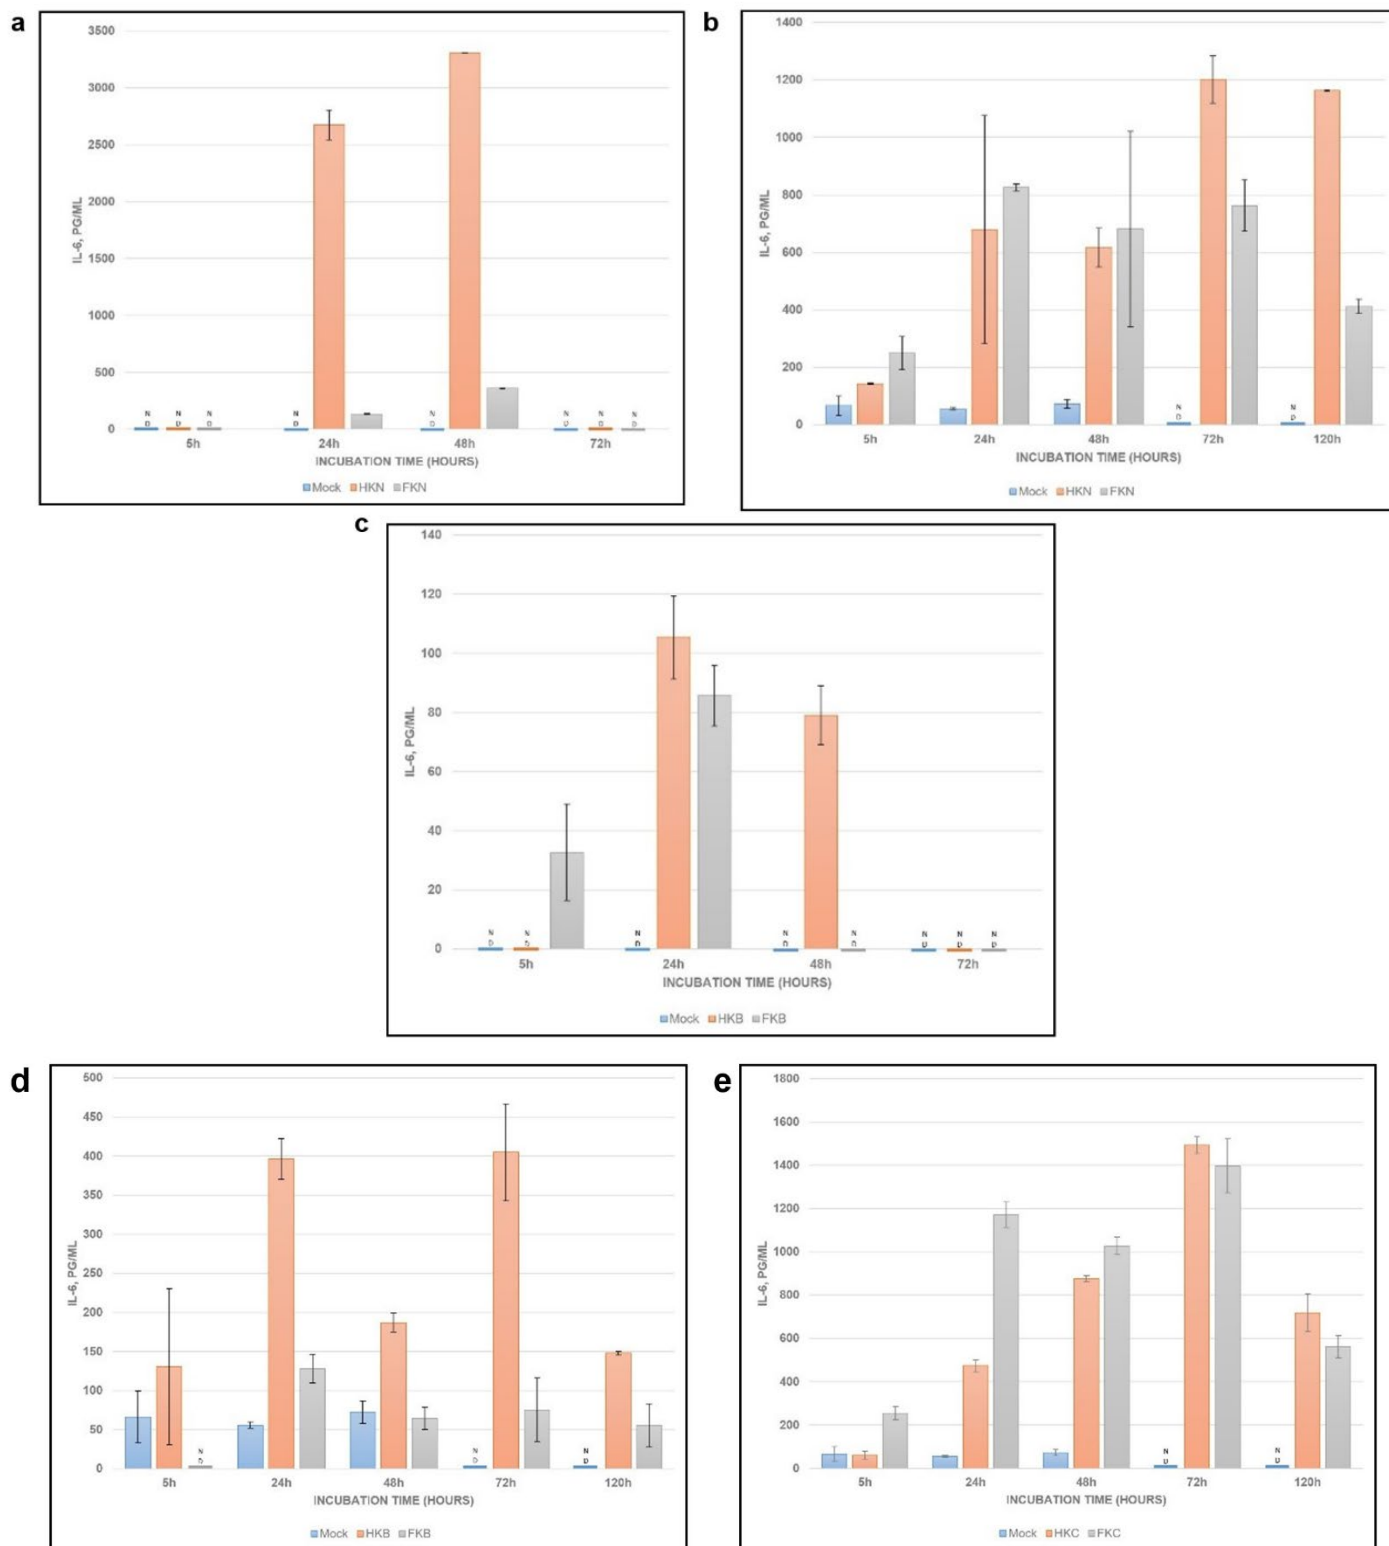 a
3500
3000
2500
2000
1500
1000
500
0
IL-6, PG/ML
N D N D N D
N D
N D
N D N D N D
5h 24h 48h 72h
INCUBATION TIME (HOURS)
Mock HKN FKN
b
1400
1200
1000
800
600
400
200
0
IL-6, PG/ML
N D
N D
5h 24h 48h 72h 120h
INCUBATION TIME (HOURS)
Mock HKN FKN
c
140
120
100
80
60
40
20
0
IL-6, PG/ML
N D N D
N D
N D N D
N D N D N D
5h 24h 48h 72h
INCUBATION TIME (HOURS)
Mock HKB FKB
d
500
450
400
350
300
250
200
150
100
50
0
IL-6, PG/ML
N D
N D
N D
5h 24h 48h 72h 120h
INCUBATION TIME (HOURS)
Mock HKB FKB
e
1800
1600
1400
1200
1000
800
600
400
200
0
IL-6, PG/ML
N D
N D
5h 24h 48h 72h 120h
INCUBATION TIME (HOURS)
Mock HKC FKC